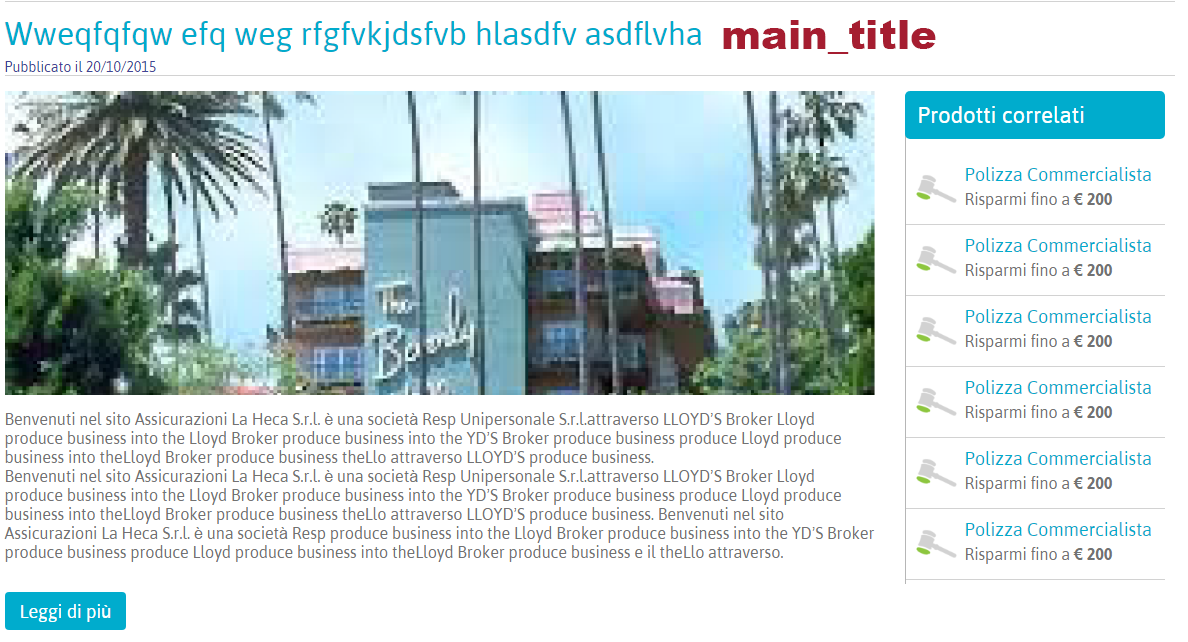 Wweqfqfqw efq weg rfgfvkjdsfvb hlasdfv asdflvha main_title
Pubblicato il 20/10/2015
The
Beverly
Benvenuti nel sito Assicurazioni La Heca S.r.l. è una società Resp Unipersonale S.r.l.attraverso LLOYD'S Broker Lloyd
produce business into the Lloyd Broker produce business into the YD'S Broker produce business produce Lloyd produce
business into theLloyd Broker produce business theLlo attraverso LLOYD'S produce business.
Benvenuti nel sito Assicurazioni La Heca S.r.l. è una società Resp Unipersonale S.r.l.attraverso LLOYD'S Broker Lloyd
produce business into the Lloyd Broker produce business into the YD'S Broker produce business produce Lloyd produce
business into theLloyd Broker produce business theLlo attraverso LLOYD'S produce business. Benvenuti nel sito
Assicurazioni La Heca S.r.l. è una società Resp produce business into the Lloyd Broker produce business into the YD'S Broker
produce business produce Lloyd produce business into theLloyd Broker produce business e il theLlo attraverso.
Leggi di più
Prodotti correlati
Polizza Commercialista
Risparmi fino a € 200
Polizza Commercialista
Risparmi fino a € 200
Polizza Commercialista
Risparmi fino a € 200
Polizza Commercialista
Risparmi fino a € 200
Polizza Commercialista
Risparmi fino a € 200
Polizza Commercialista
Risparmi fino a € 200